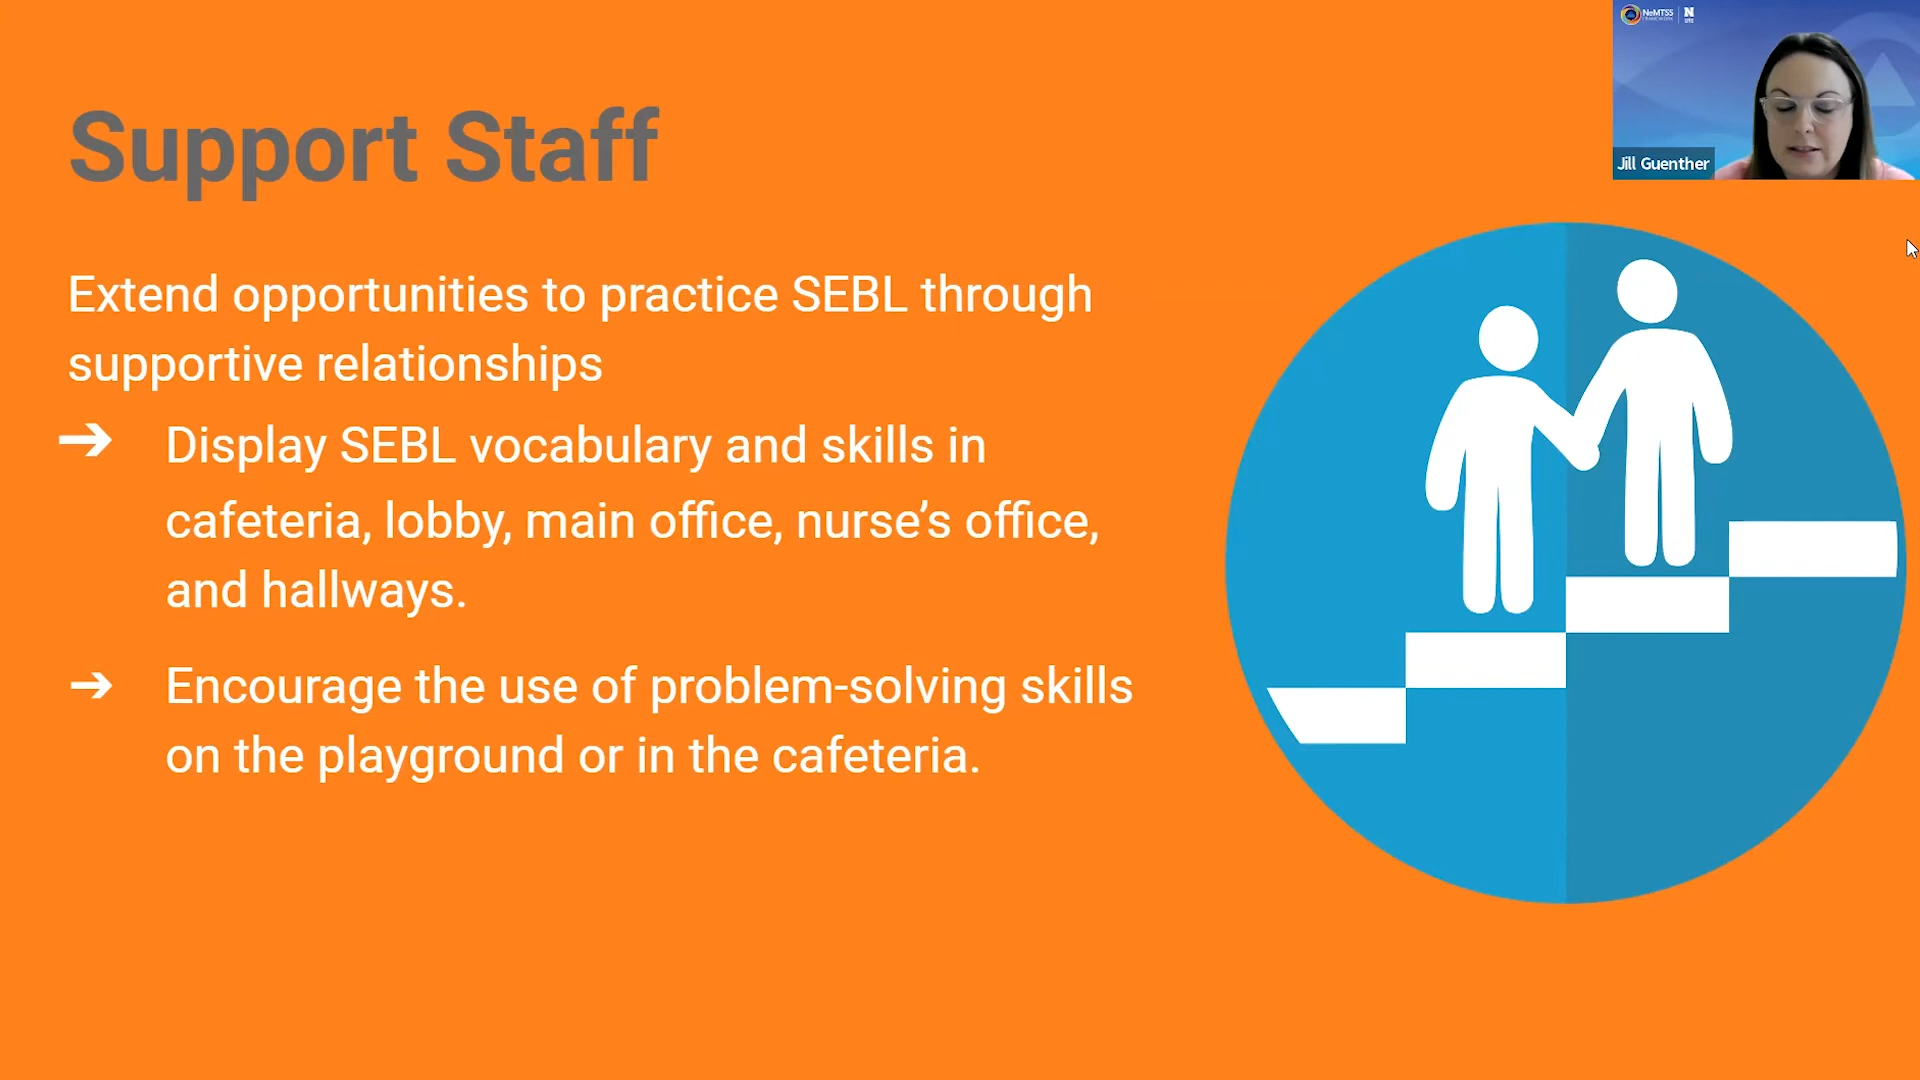 NeMTSS
FRAMEWORK
N
Jill Guenther
Support Staff
Extend opportunities to practice SEBL through
supportive relationships
➔ Display SEBL vocabulary and skills in
cafeteria, lobby, main office, nurse’s office,
and hallways.
➔ Encourage the use of problem-solving skills
on the playground or in the cafeteria.